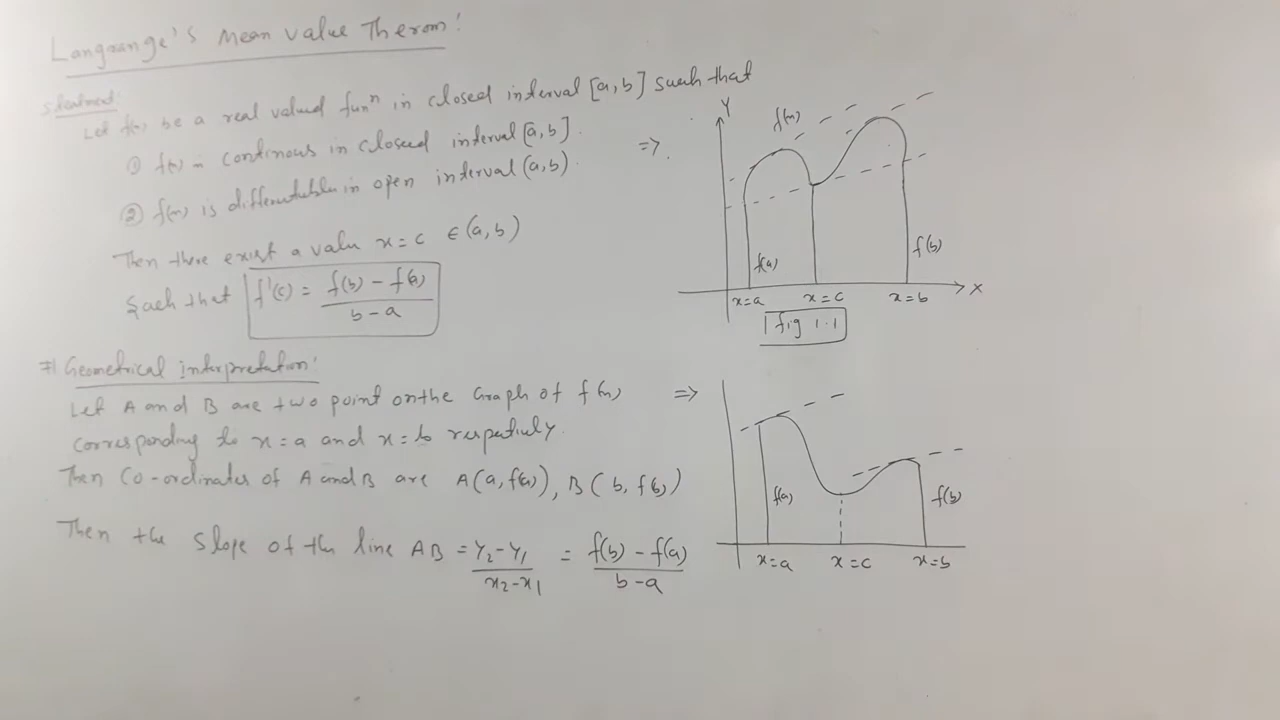 Langrange's Mean value Therom:
Statement:
Let f(x) be a real valued funⁿ in closed interval [a, b] such that
① f(x) is continous in closed interval [a, b].
② f(x) is differentiable in open interval (a, b).
Then there exist a value x = c ∈ (a, b)
Such that f'(c) = f(b) - f(a) / b - a
# Geometrical interpretation:
Let A and B are two point on the Graph of f(x)
corresponding to x = a and x = b respectively.
Then Co-ordinates of A and B are A(a, f(a)), B(b, f(b))
Then the Slope of the line AB = Y₂ - Y₁ / x₂ - x₁ = f(b) - f(a) / b - a
=>
Y
f(x)
f(a)
f(b)
x = a x = c x = b X
fig 1.1
=>
f(a)
f(b)
x = a x = c x = b